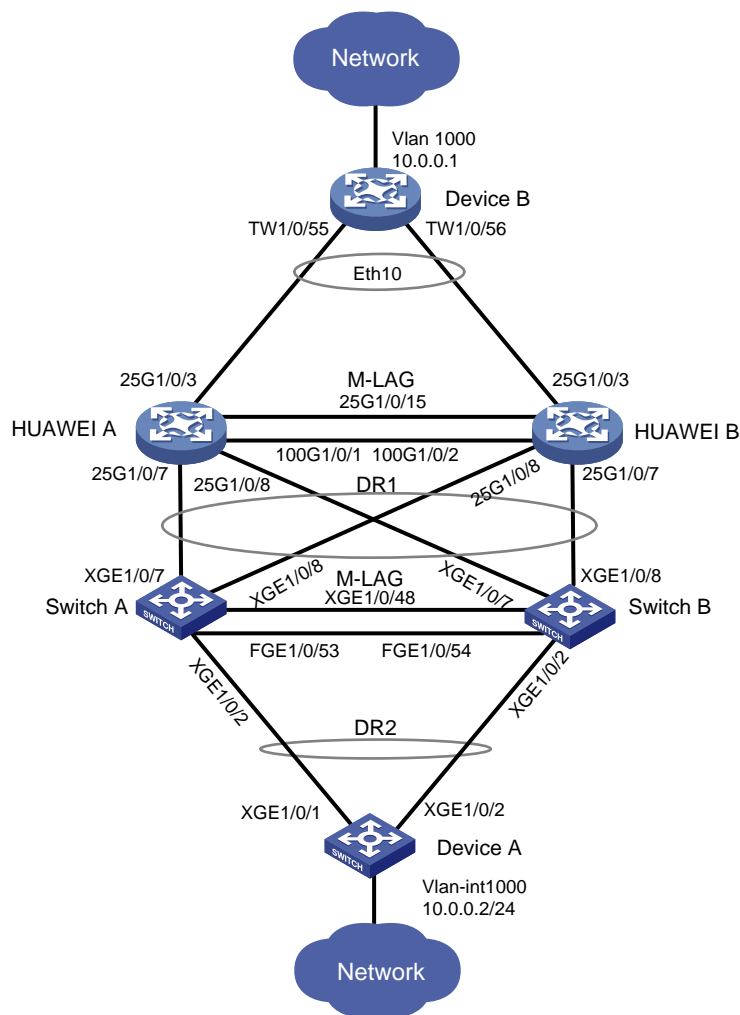 Network
Vlan 1000
10.0.0.1
Device B
TW1/0/55
TW1/0/56
Eth10
25G1/0/3
M-LAG
25G1/0/3
25G1/0/15
HUAWEI A
HUAWEI B
100G1/0/1
100G1/0/2
25G1/0/7
25G1/0/8
DR1
25G1/0/8
25G1/0/7
XGE1/0/7
XGE1/0/8
M-LAG
XGE1/0/7
XGE1/0/8
Switch A
XGE1/0/48
Switch B
SWITCH
SWITCH
FGE1/0/53
FGE1/0/54
XGE1/0/2
XGE1/0/2
DR2
XGE1/0/1
XGE1/0/2
Device A
SWITCH
Vlan-int1000
10.0.0.2/24
Network